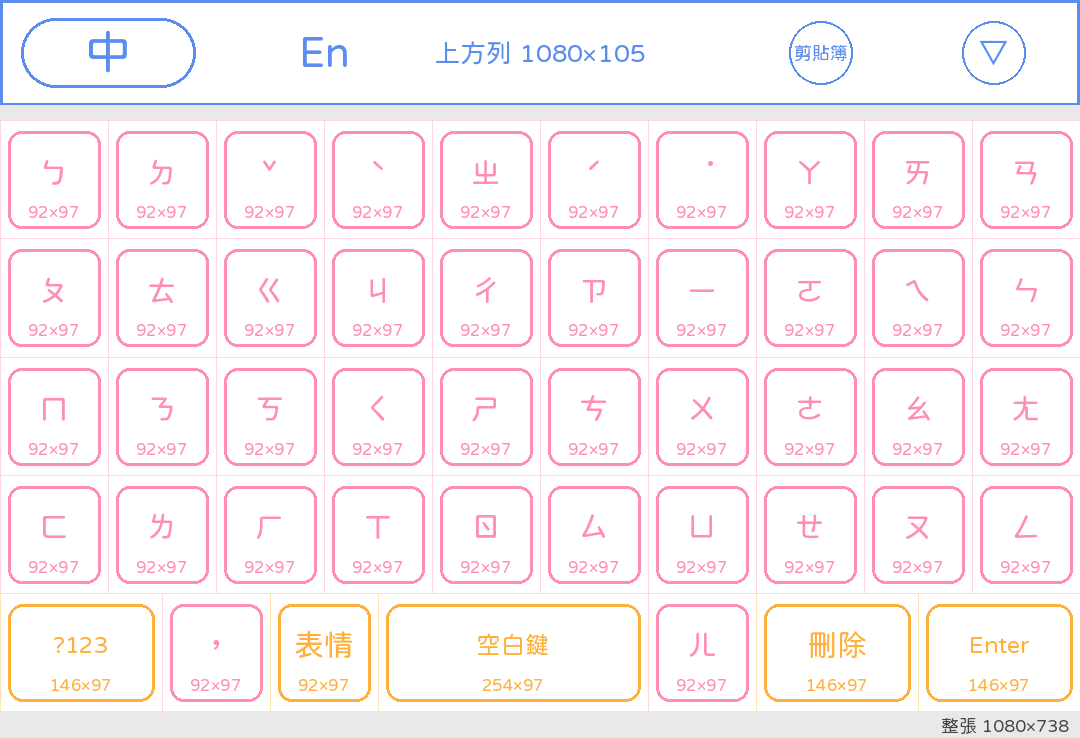 中 En 上方列 1080×105 剪貼簿 ▽
ㄅ ㄉ ˇ ˋ ㄓ ˊ ˙ ㄚ ㄞ ㄢ
92×97 92×97 92×97 92×97 92×97 92×97 92×97 92×97 92×97 92×97
ㄆ ㄊ ㄍ ㄐ ㄔ ㄗ ㄧ ㄛ ㄟ ㄣ
92×97 92×97 92×97 92×97 92×97 92×97 92×97 92×97 92×97 92×97
ㄇ ㄋ ㄎ ㄑ ㄕ ㄘ ㄨ ㄜ ㄠ ㄤ
92×97 92×97 92×97 92×97 92×97 92×97 92×97 92×97 92×97 92×97
ㄈ ㄌ ㄏ ㄒ ㄖ ㄙ ㄩ ㄝ ㄡ ㄥ
92×97 92×97 92×97 92×97 92×97 92×97 92×97 92×97 92×97 92×97
?123 , 表情 空白鍵 ㄦ 刪除 Enter
146×97 92×97 92×97 254×97 92×97 146×97 146×97
整張 1080×738